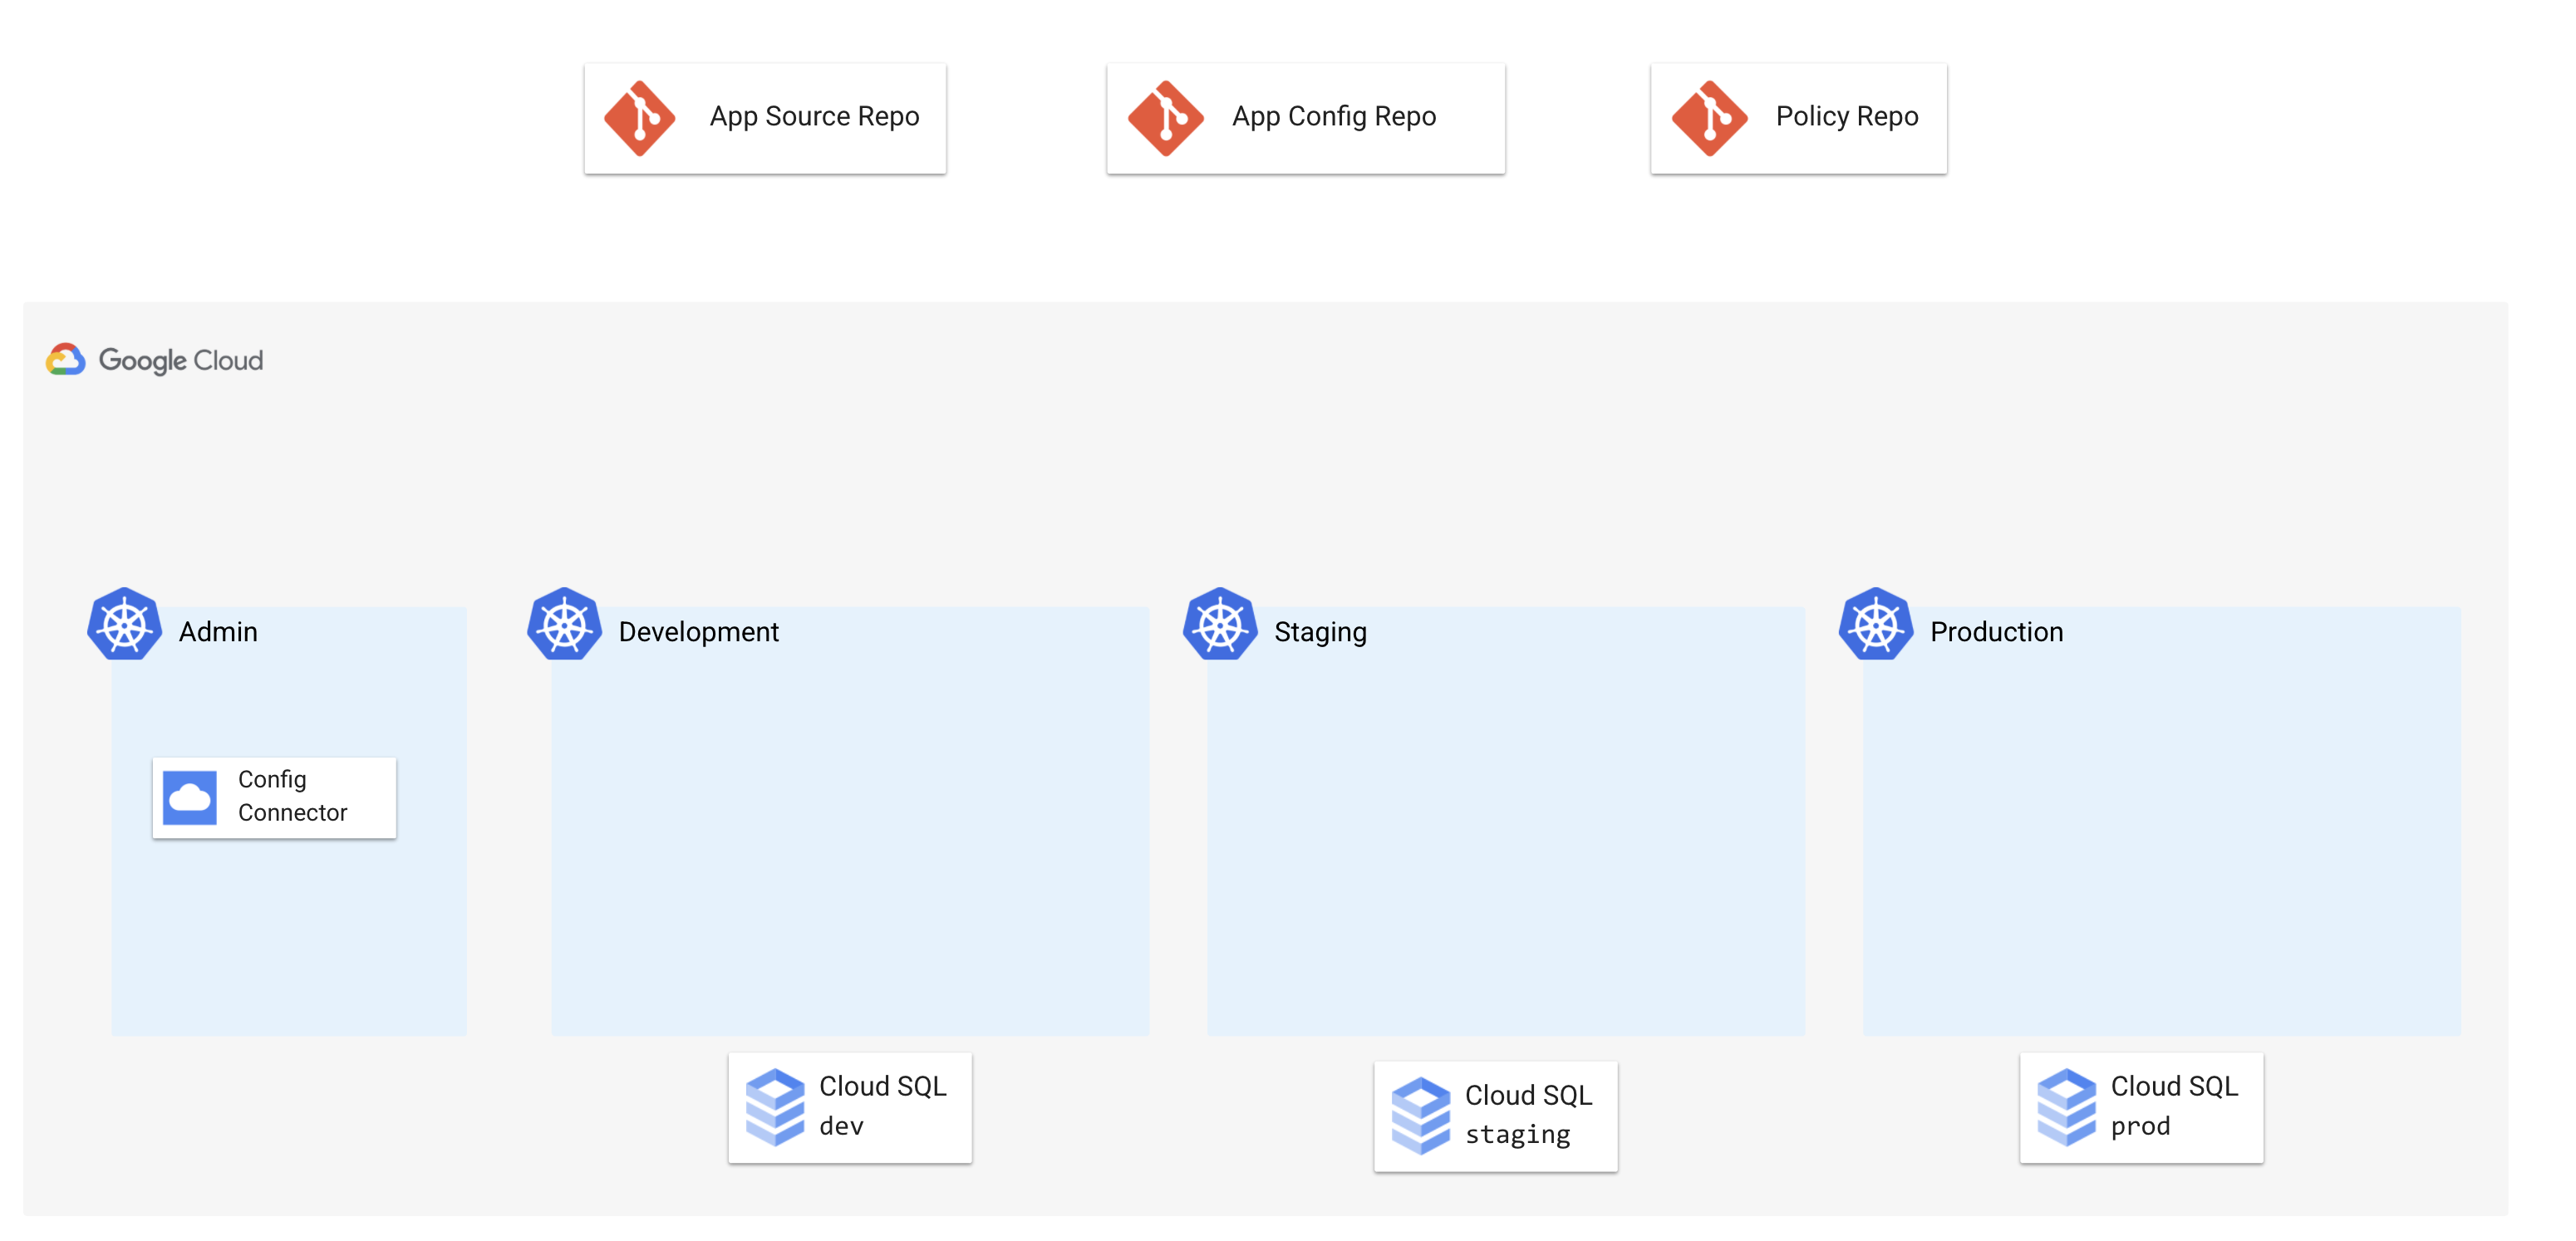 App Source Repo
App Config Repo
Policy Repo
Google Cloud
Admin
Development
Staging
Production
Config
Connector
Cloud SQL
dev
Cloud SQL
staging
Cloud SQL
prod